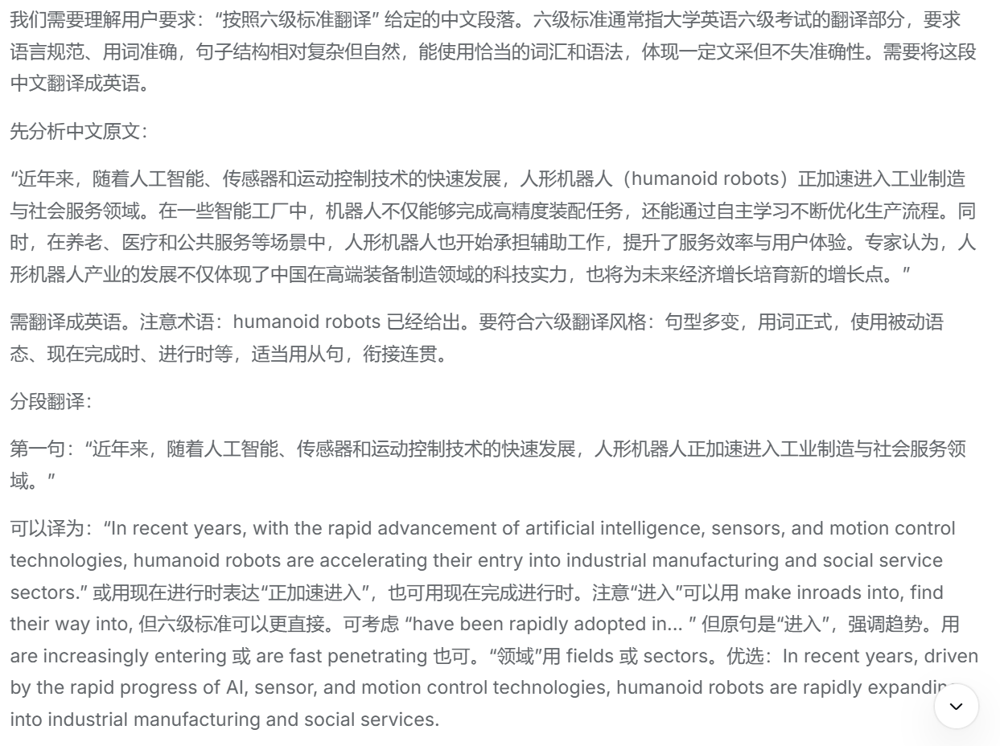 我们需要理解用户要求：“按照六级标准翻译” 给定的中文段落。六级标准通常指大学英语六级考试的翻译部分，要求
语言规范、用词准确，句子结构相对复杂但自然，能使用恰当的词汇和语法，体现一定文采但不失准确性。需要将这段
中文翻译成英语。
先分析中文原文：
“近年来，随着人工智能、传感器和运动控制技术的快速发展，人形机器人（humanoid robots）正加速进入工业制造
与社会服务领域。在一些智能工厂中，机器人不仅能够完成高精度装配任务，还能通过自主学习不断优化生产流程。同
时，在养老、医疗和公共服务等场景中，人形机器人也开始承担辅助工作，提升了服务效率与用户体验。专家认为，人
形机器人产业的发展不仅体现了中国在高端装备制造领域的科技实力，也将为未来经济增长培育新的增长点。”
需翻译成英语。注意术语：humanoid robots 已经给出。要符合六级翻译风格：句型多变，用词正式，使用被动语
态、现在完成时、进行时等，适当用从句，衔接连贯。
分段翻译：
第一句：“近年来，随着人工智能、传感器和运动控制技术的快速发展，人形机器人正加速进入工业制造与社会服务领
域。”
可以译为：“In recent years, with the rapid advancement of artificial intelligence, sensors, and motion control
technologies, humanoid robots are accelerating their entry into industrial manufacturing and social service
sectors.” 或用现在进行时表达“正加速进入”，也可用现在完成进行时。注意“进入”可以用 make inroads into, find
their way into, 但六级标准可以更直接。可考虑 “have been rapidly adopted in... ” 但原句是“进入”，强调趋势。用
are increasingly entering 或 are fast penetrating 也可。“领域”用 fields 或 sectors。优选：In recent years, driven
by the rapid progress of AI, sensor, and motion control technologies, humanoid robots are rapidly expanding
into industrial manufacturing and social services.